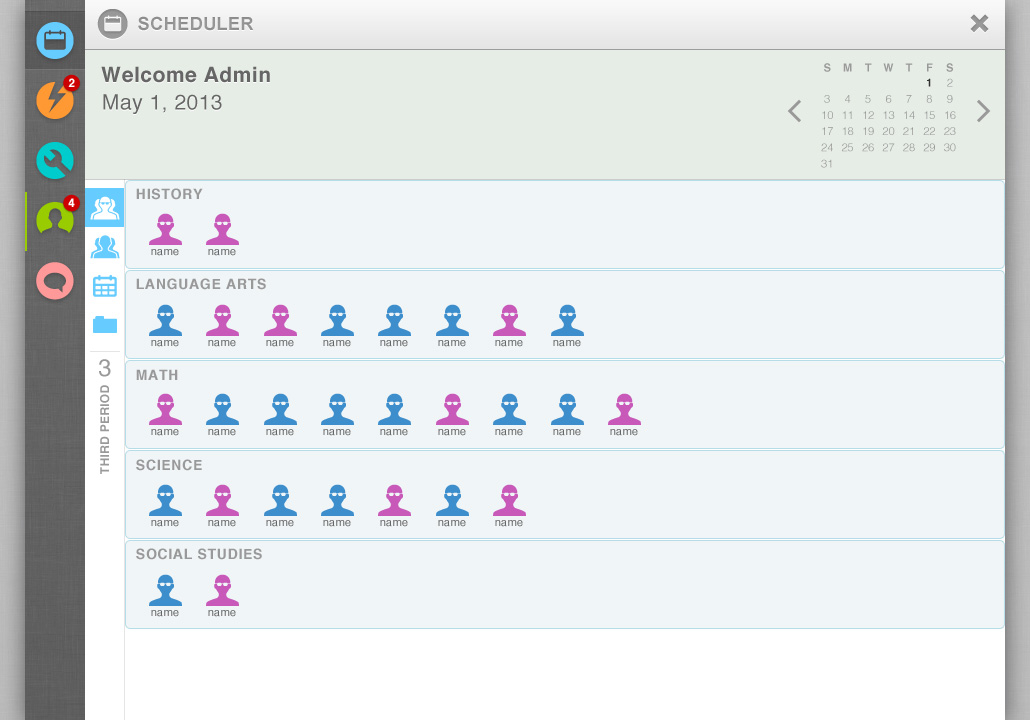 SCHEDULER
2
4
Welcome Admin
May 1, 2013
S M T W T F S
1 2
3 4 5 6 7 8 9
10 11 12 13 14 15 16
17 18 19 20 21 22 23
24 25 26 27 28 29 30
31
3
THIRD PERIOD
HISTORY
name name
LANGUAGE ARTS
name name name name name name name name
MATH
name name name name name name name name name
SCIENCE
name name name name name name name
SOCIAL STUDIES
name name